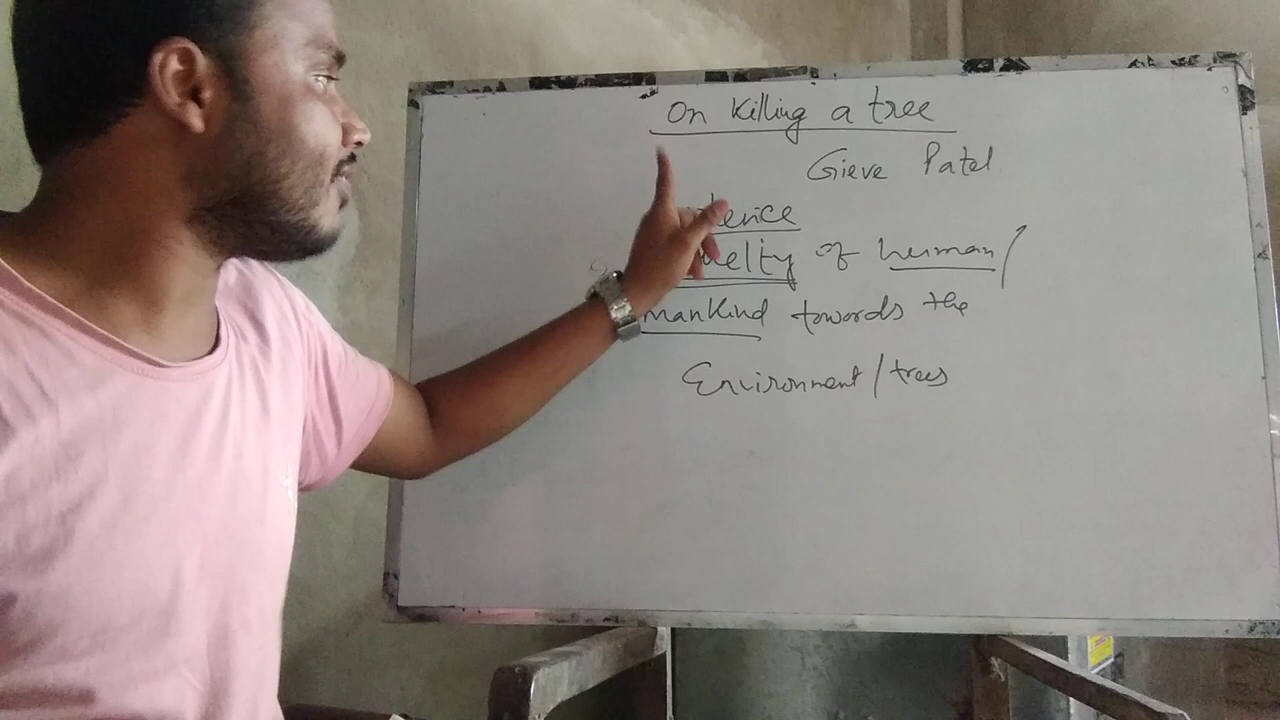 On Killing a tree
Gieve Patel
of human /
mankind towards the
Environment / trees